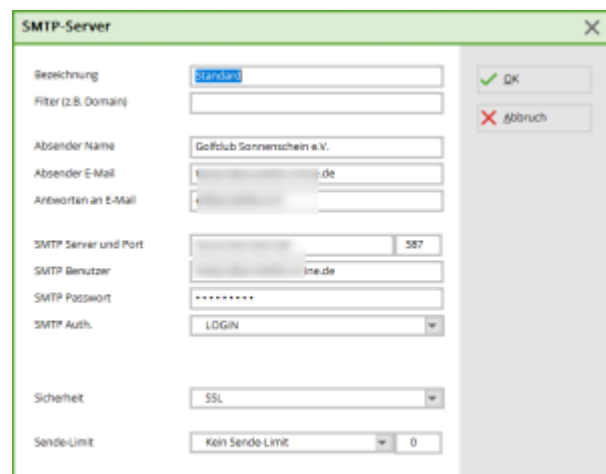 SMTP-Server
Bezeichnung Standard
OK
Filter (z.B. Domain)
Abbruch
Absender Name Golfclub Sonnenschein e.V.
Absender E-Mail .de
Antworten an E-Mail
SMTP Server und Port 587
SMTP Benutzer ine.de
SMTP Passwort •••••••••
SMTP Auth. LOGIN
Sicherheit SSL
Sende-Limit Kein Sende-Limit 0